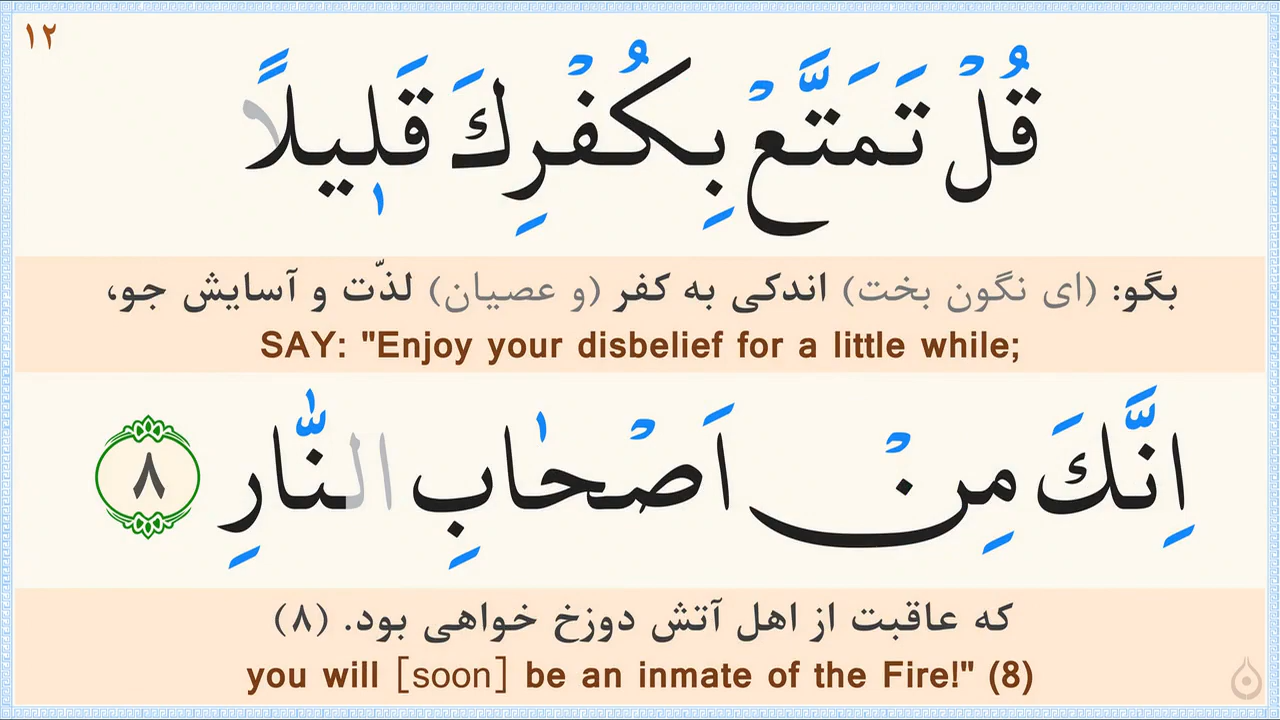 ١٢
قُلْ تَمَتَّعْ بِكُفْرِكَ قَلٖيلاً
بگو: (ای نگون بخت) اندکی به کفر (و عصیان) لذّت و آسایش جو،
SAY: "Enjoy your disbelief for a little while;
اِنَّكَ مِنْ اَصْحٰابِ النّٰارِ ٨
که عاقبت از اهل آتش دوزخ خواهی بود. (۸)
you will [soon] be an inmate of the Fire!" (8)